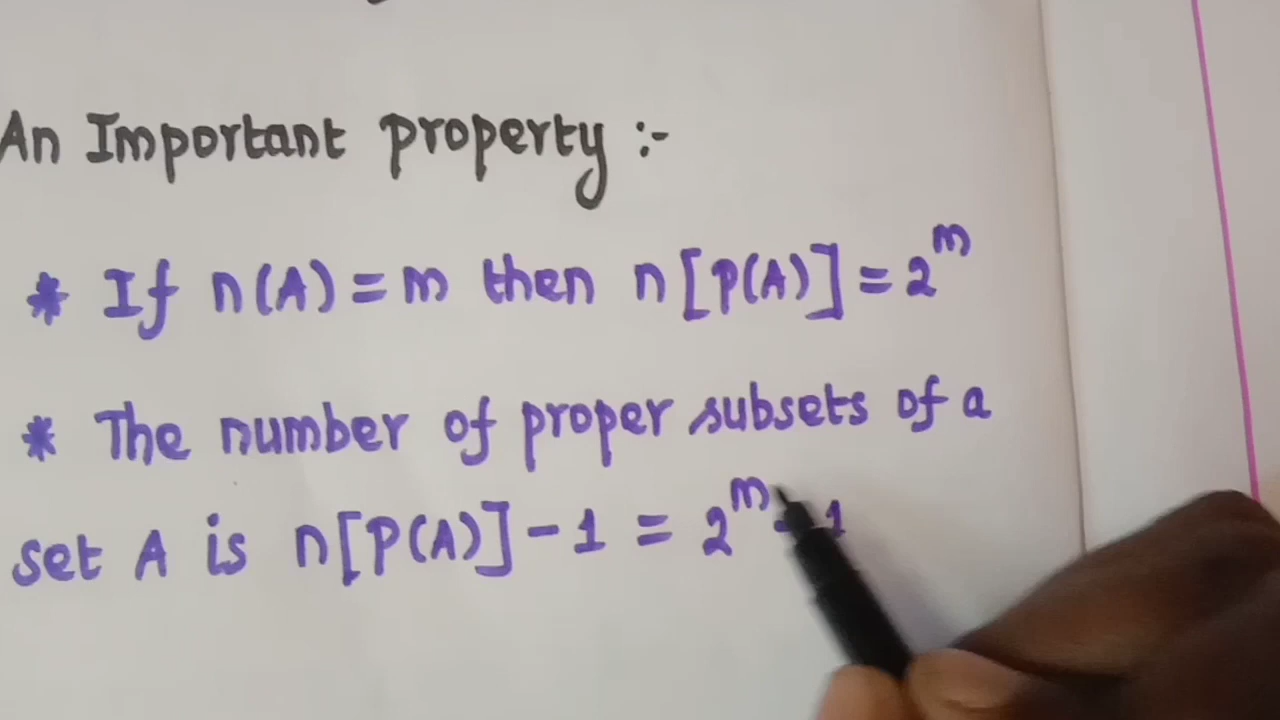 An Important property :-
* If n(A) = m then n[p(A)] = 2^m
* The number of proper subsets of a
set A is n[P(A)] - 1 = 2^m - 1